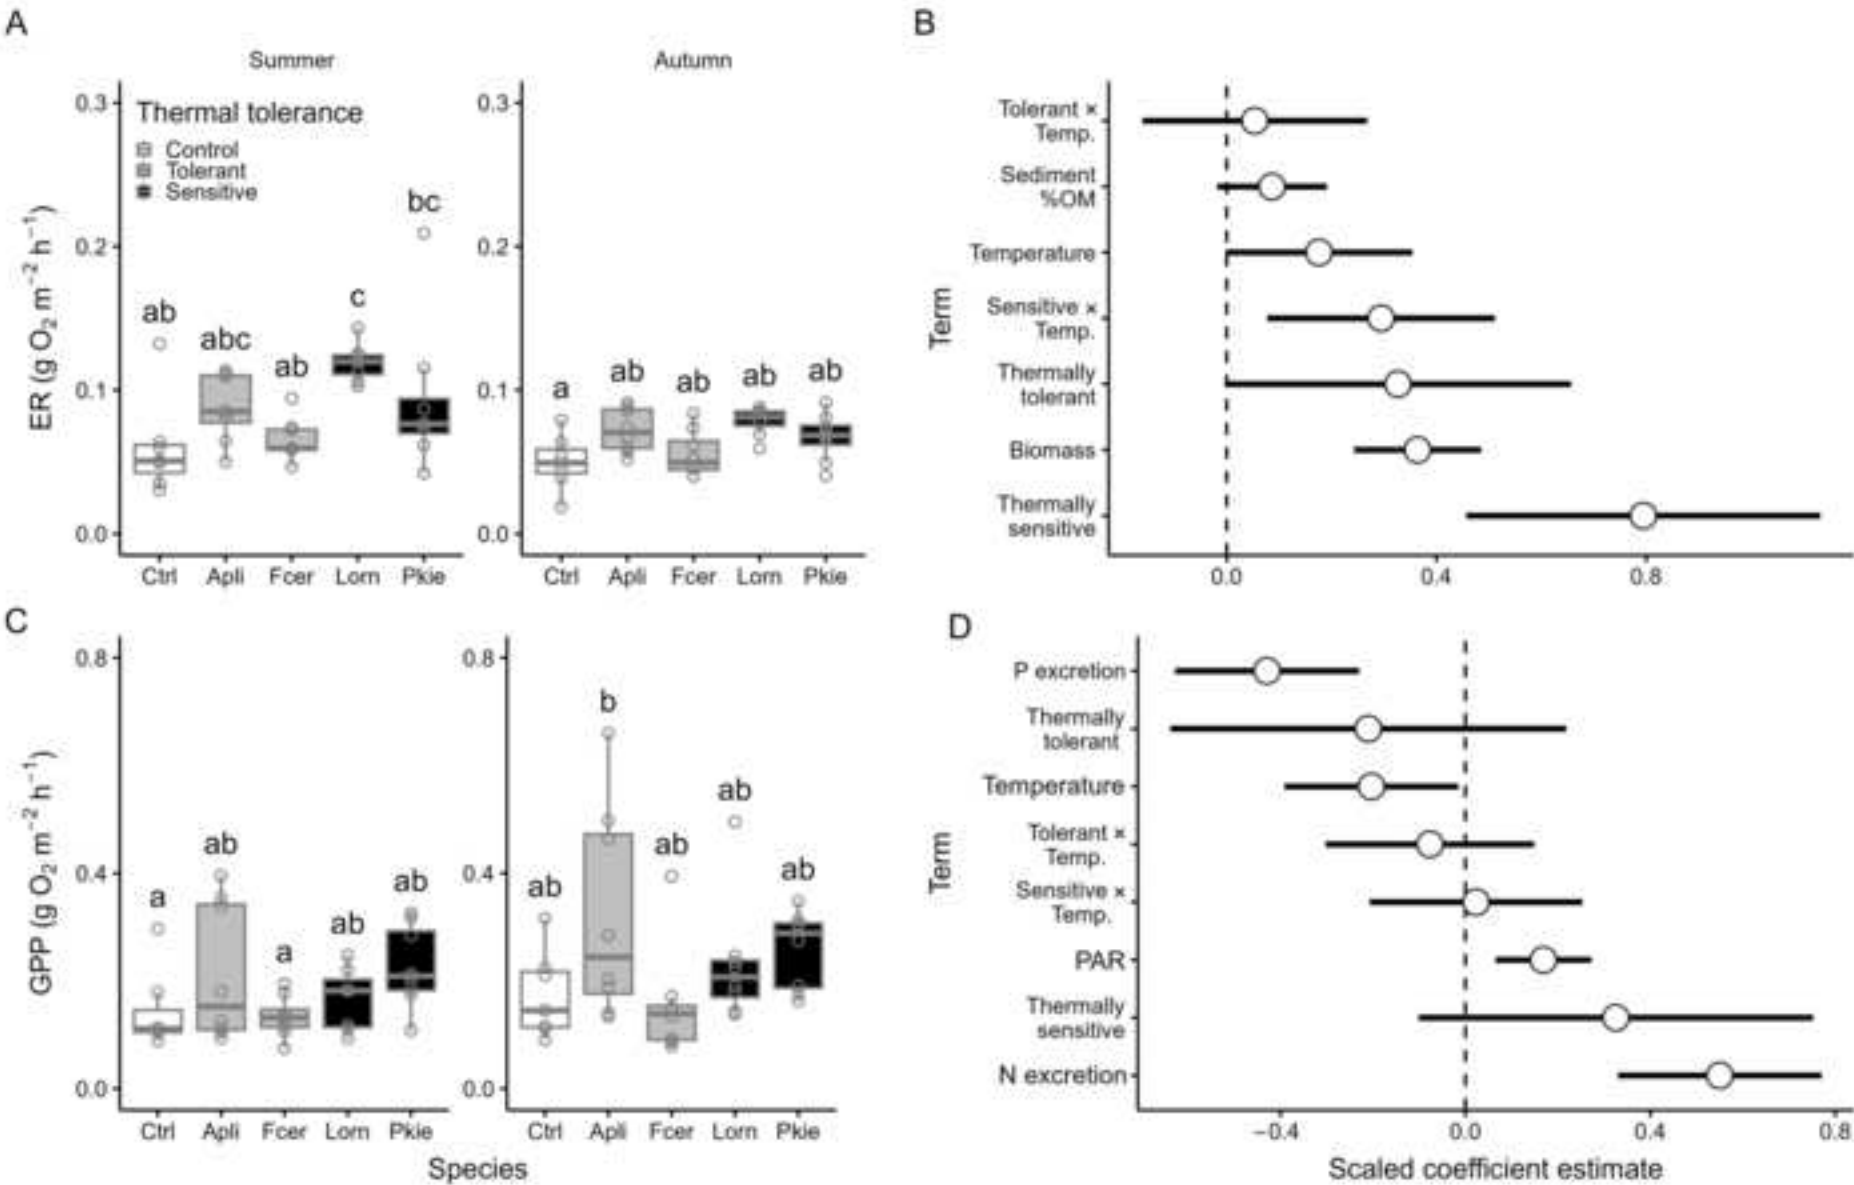 A
Summer
Autumn
0.3
0.2
0.1
0.0
ER (g O₂ m⁻² h⁻¹)
Thermal tolerance
Control
Tolerant
Sensitive
ab
abc
ab
c
bc
Ctrl Apli Fcer Lorn Pkie
0.3
0.2
0.1
0.0
a
ab
ab
ab
ab
Ctrl Apli Fcer Lorn Pkie
B
Term
Tolerant ×
Temp.
Sediment
%OM
Temperature
Sensitive ×
Temp.
Thermally
tolerant
Biomass
Thermally
sensitive
0.0 0.4 0.8
C
0.8
0.4
0.0
GPP (g O₂ m⁻² h⁻¹)
a
ab
a
ab
ab
Ctrl Apli Fcer Lorn Pkie
0.8
0.4
0.0
ab
b
ab
ab
ab
Ctrl Apli Fcer Lorn Pkie
Species
D
Term
P excretion
Thermally
tolerant
Temperature
Tolerant ×
Temp.
Sensitive ×
Temp.
PAR
Thermally
sensitive
N excretion
−0.4 0.0 0.4 0.8
Scaled coefficient estimate